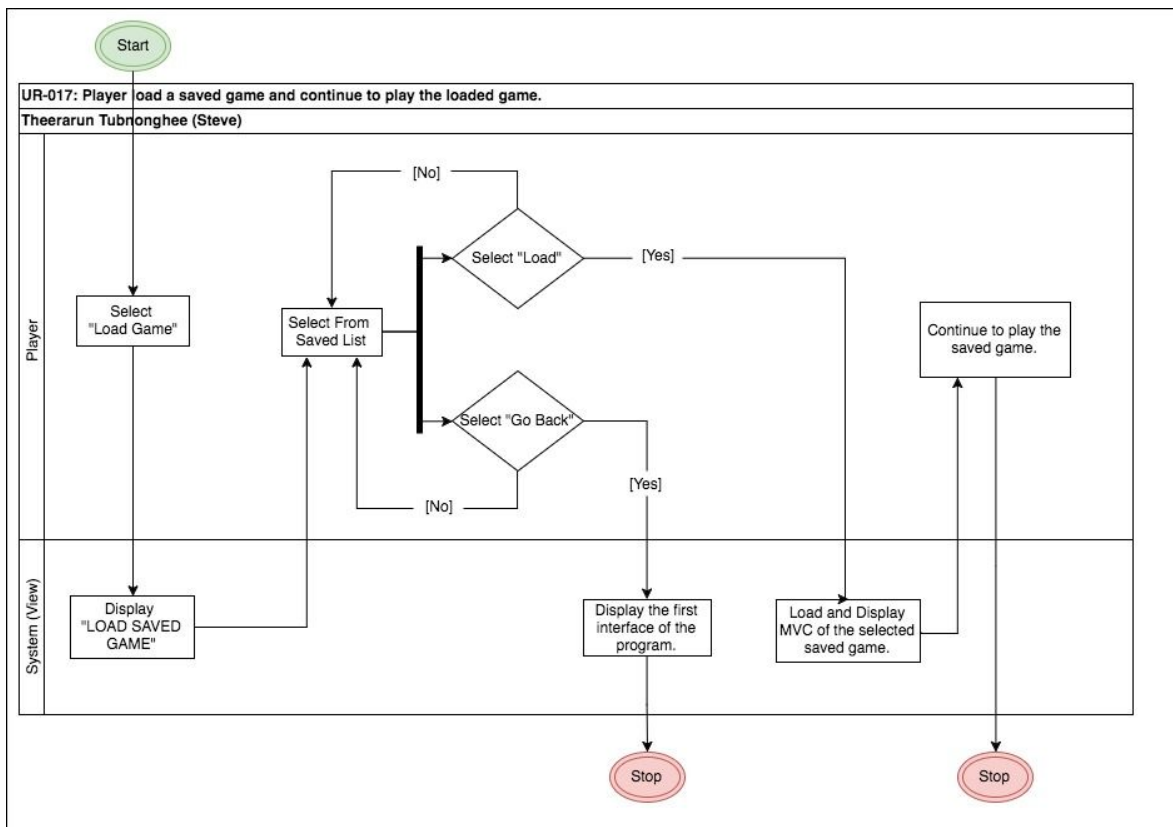 Start
UR-017: Player load a saved game and continue to play the loaded game.
Theerarun Tubnonghee (Steve)
Player
[No]
Select "Load"
[Yes]
Select
"Load Game"
Select From
Saved List
Continue to play the
saved game.
Select "Go Back"
[Yes]
[No]
System (View)
Display
"LOAD SAVED
GAME"
Display the first
interface of the
program.
Load and Display
MVC of the selected
saved game.
Stop
Stop